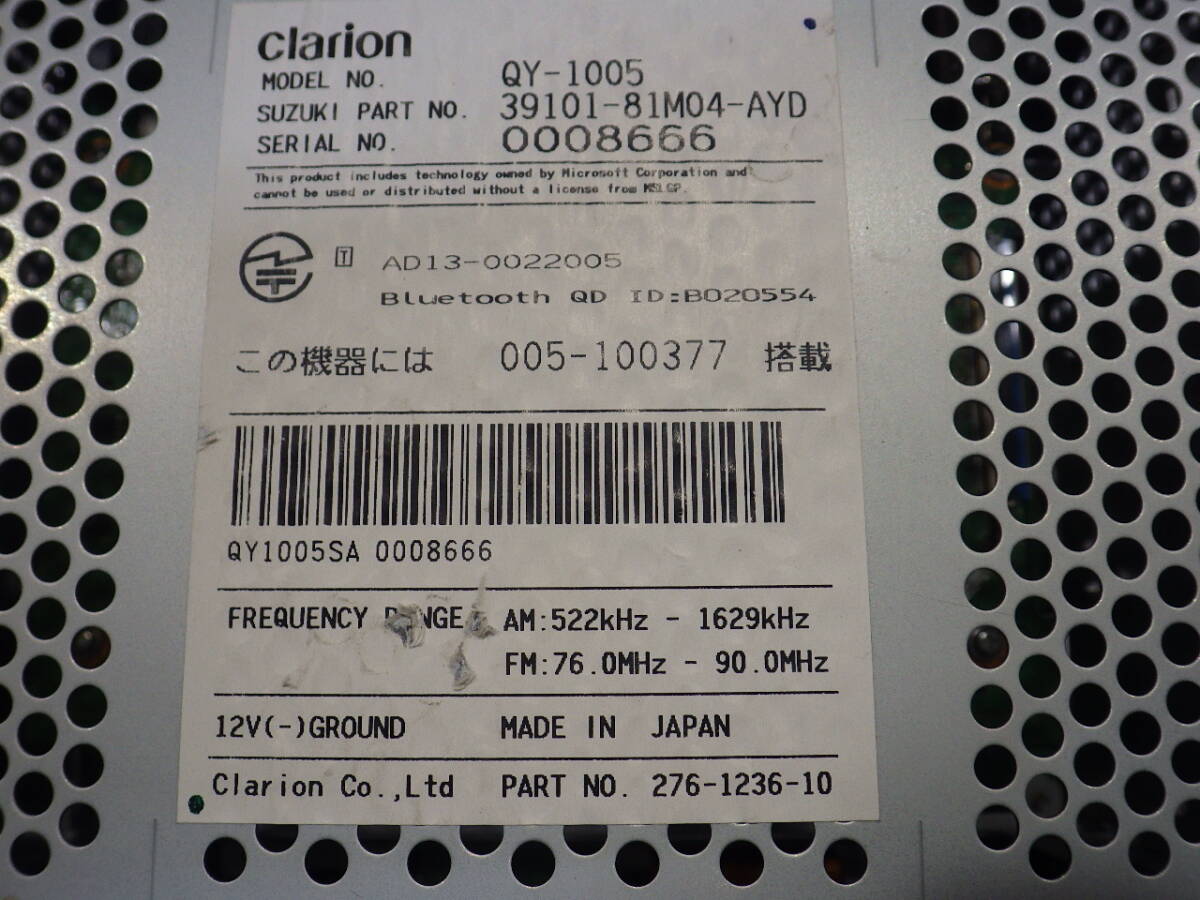 clarion
MODEL NO. QY-1005
SUZUKI PART NO. 39101-81M04-AYD
SERIAL NO. 0008666
This product includes technology owned by Microsoft Corporation and
cannot be used or distributed without a license from MSLGP.
T AD13-0022005
Bluetooth QD ID:B020554
この機器には 005-100377 搭載
QY1005SA 0008666
FREQUENCY RANGE AM:522kHz - 1629kHz
FM:76.0MHz - 90.0MHz
12V(-)GROUND MADE IN JAPAN
Clarion Co.,Ltd PART NO. 276-1236-10